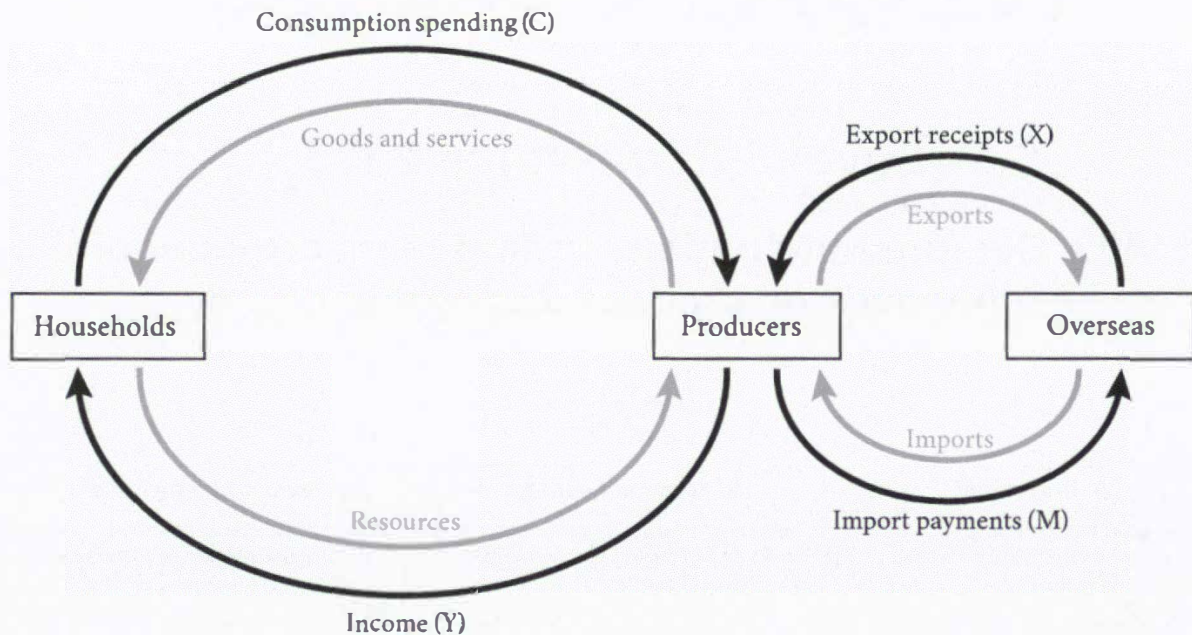 Consumption spending (C)
Goods and services
Export receipts (X)
Exports
Households
Producers
Overseas
Imports
Resources
Import payments (M)
Income (Y)